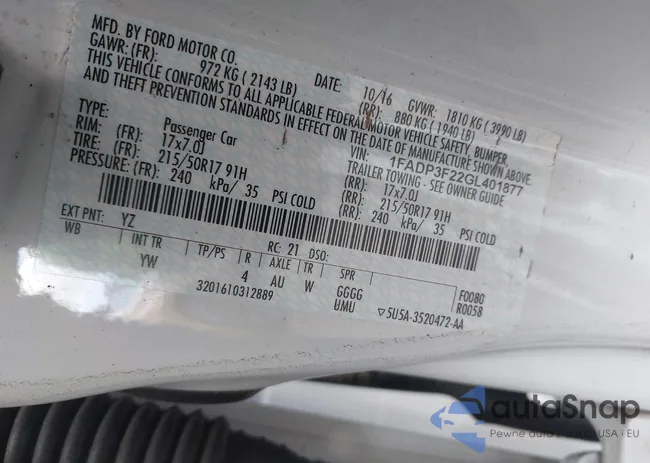 MFD. BY FORD MOTOR CO.
DATE: 10/16 GVWR: 1810 KG ( 3990 LB)
GAWR: (FR): 972 KG ( 2143 LB) (RR): 880 KG ( 1940 LB)
THIS VEHICLE CONFORMS TO ALL APPLICABLE FEDERAL MOTOR VEHICLE SAFETY, BUMPER,
AND THEFT PREVENTION STANDARDS IN EFFECT ON THE DATE OF MANUFACTURE SHOWN ABOVE.
VIN: 1FADP3F22GL401877
TYPE: Passenger Car TRAILER TOWING - SEE OWNER GUIDE
RIM: (FR): 17x7.0J (RR): 17x7.0J
TIRE: (FR): 215/50R17 91H (RR): 215/50R17 91H
PRESSURE: (FR): 240 kPa/ 35 PSI COLD (RR): 240 kPa/ 35 PSI COLD
EXT PNT: YZ RC: 21 DSO:
WB INT TR TP/PS R AXLE TR SPR
YW 4 AU W GGGG F0080
UMU R0058
3201610312889 ▽5U5A-3520472-AA
autaSnap
Pewne auto USA i EU